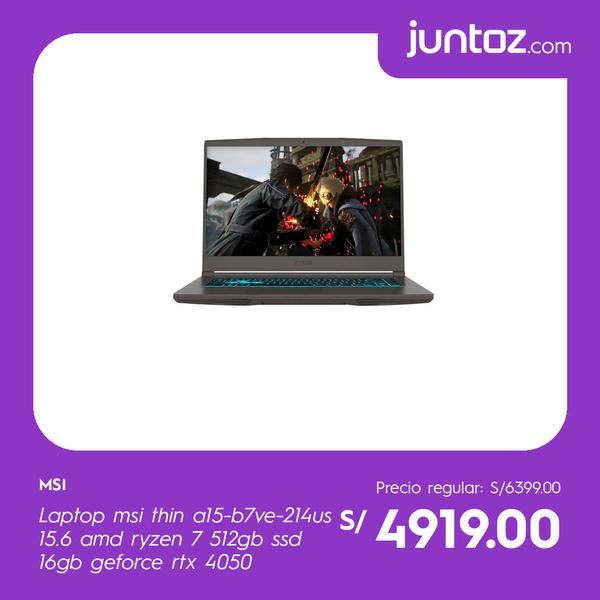 juntoz.com
MSI
Laptop msi thin a15-b7ve-214us
15.6 amd ryzen 7 512gb ssd
16gb geforce rtx 4050
Precio regular: S/6399.00
S/ 4919.00